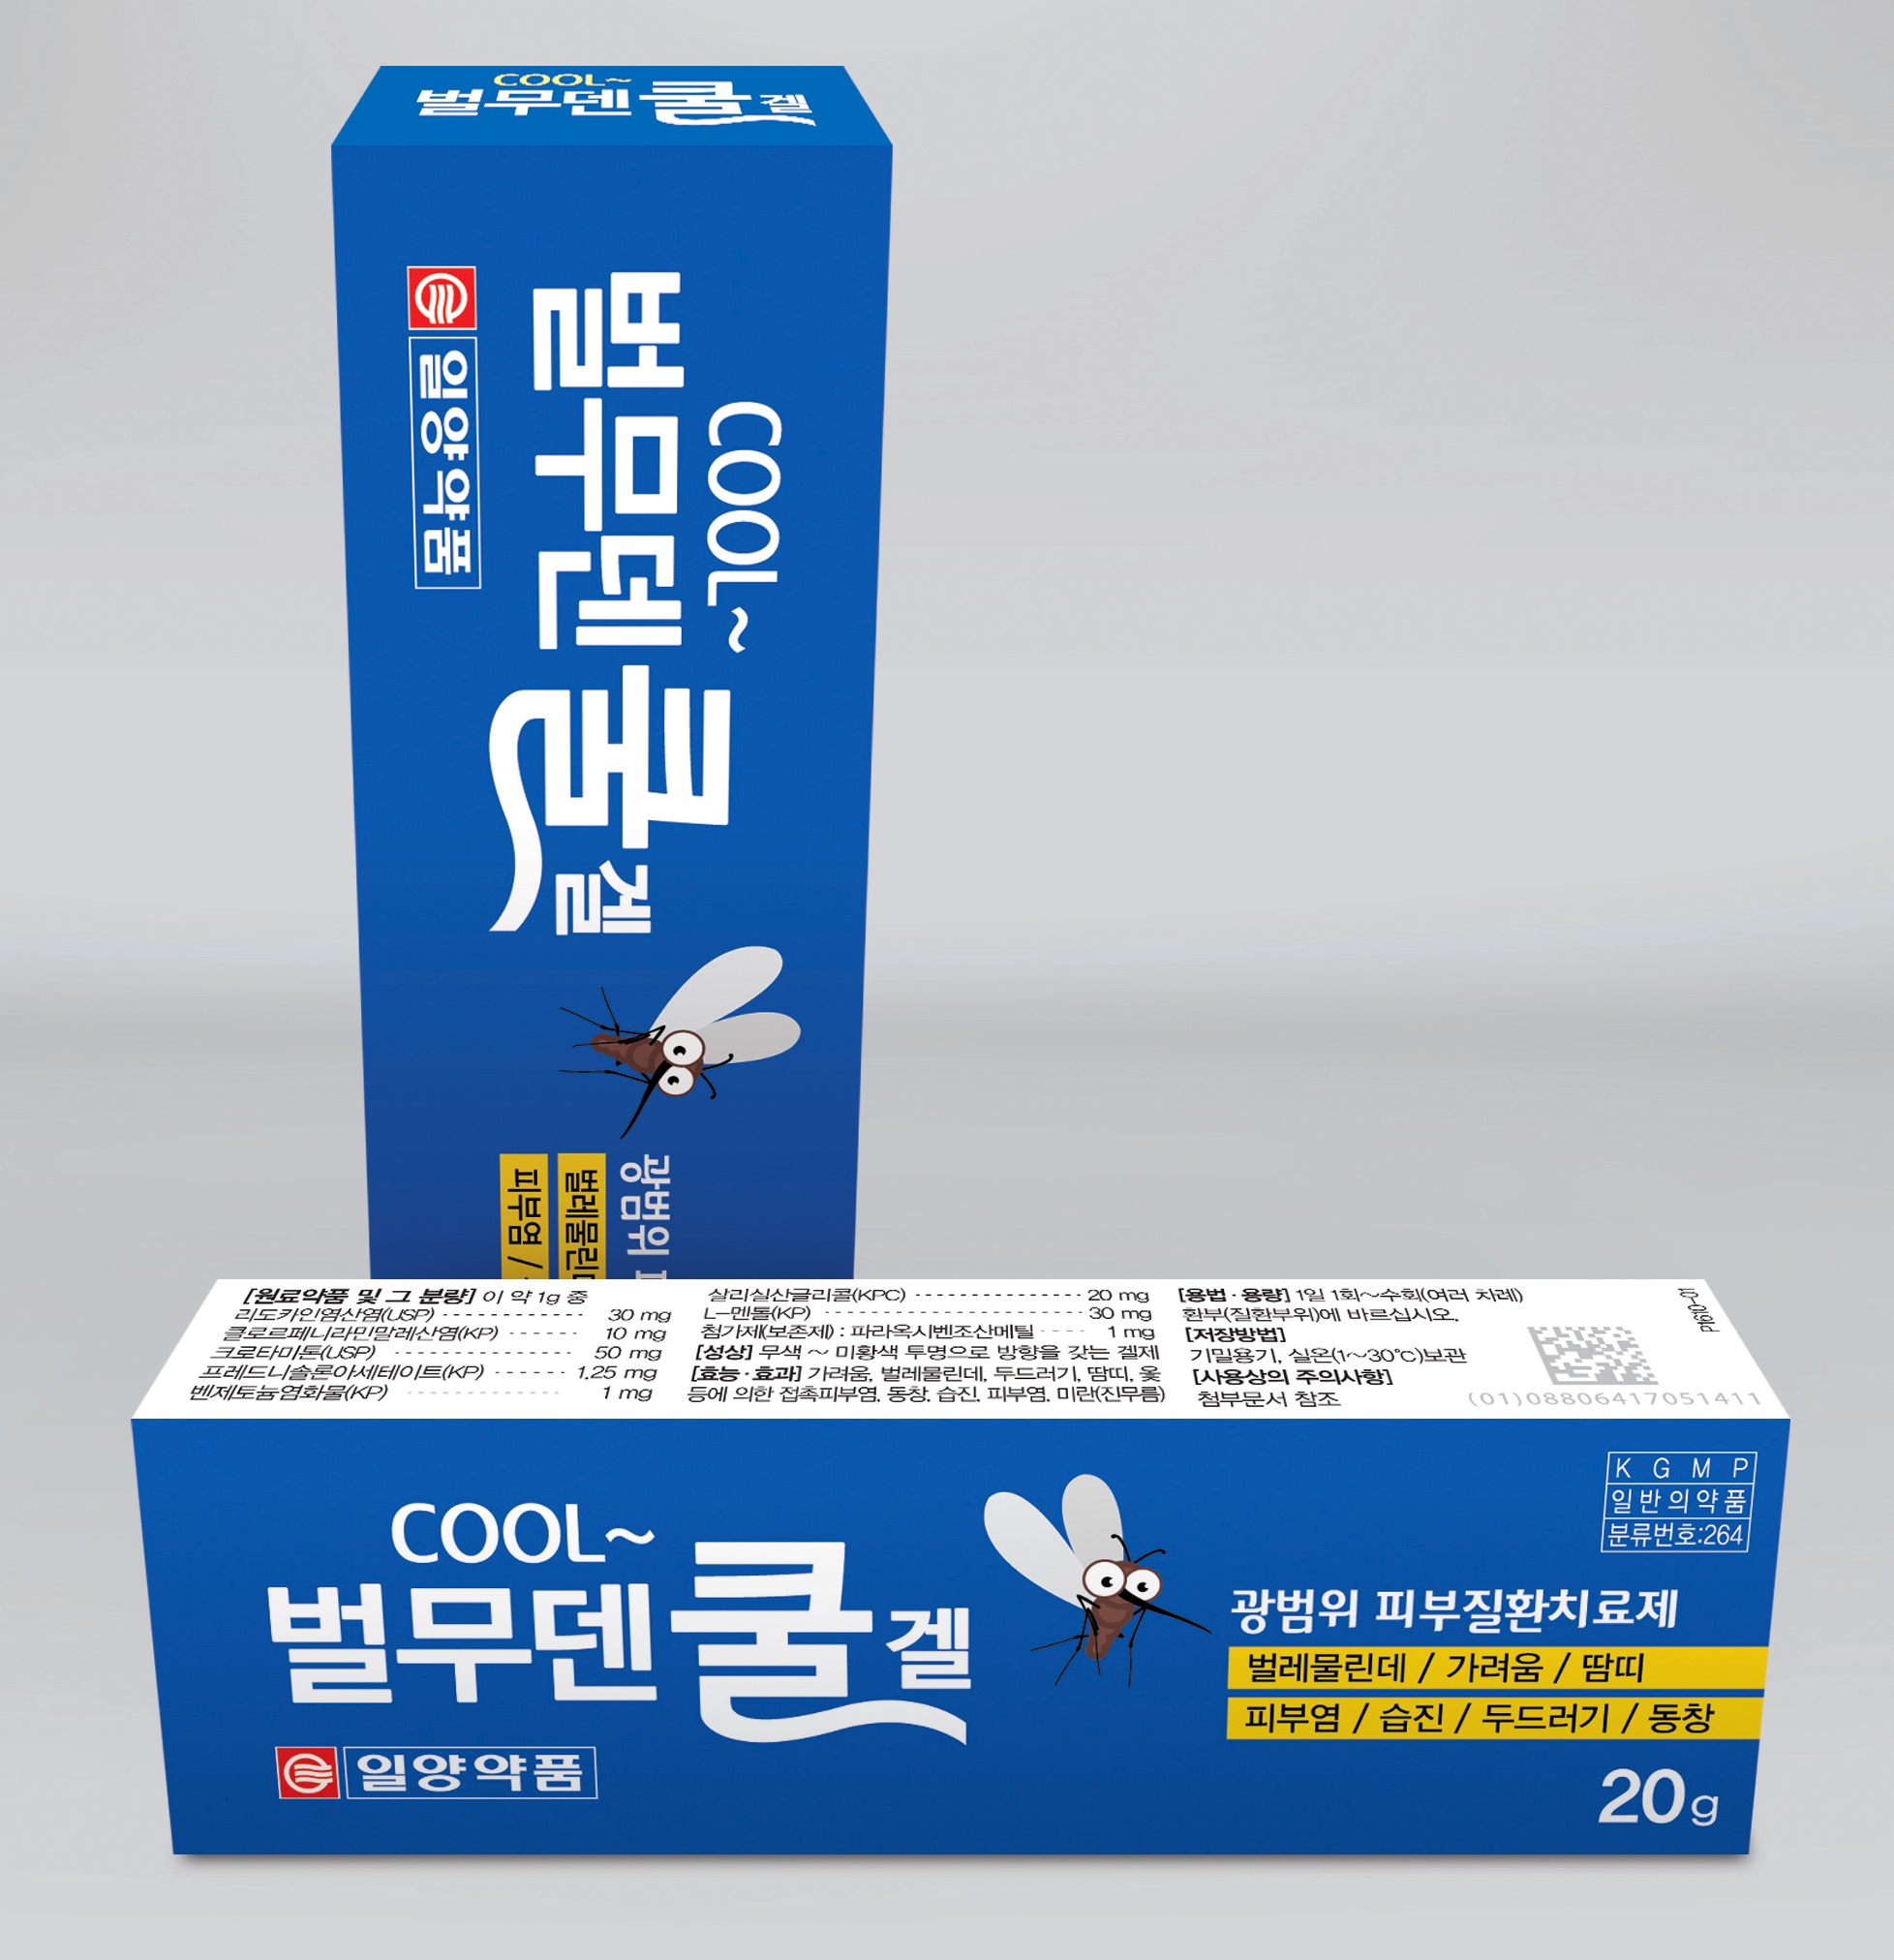 COOL~
벌무덴쿨겔
COOL~
벌무덴쿨겔
일양약품
광범위
벌레물린데
피부염 /
[원료약품 및 그 분량] 이 약 1g 중
리도카인염산염(USP) 30 mg
클로르페니라민말레산염(KP) 10 mg
크로타미톤(USP) 50 mg
프레드니솔론아세테이트(KP) 1.25 mg
벤제토늄염화물(KP) 1 mg
살리실산글리콜(KPC) 20 mg
L-멘톨(KP) 30 mg
첨가제(보존제) : 파라옥시벤조산메틸 1 mg
[성상] 무색 ~ 미황색 투명으로 방향을 갖는 겔제
[효능·효과] 가려움, 벌레물린데, 두드러기, 땀띠, 옻
등에 의한 접촉피부염, 동창, 습진, 피부염, 미란(진무름)
[용법·용량] 1일 1회~수회(여러 차례)
환부(질환부위)에 바르십시오.
[저장방법]
기밀용기, 실온(1~30℃)보관
[사용상의 주의사항]
첨부문서 참조
(01)08806417051411
COOL~
벌무덴쿨겔
일양약품
K G M P
일반의약품
분류번호:264
광범위 피부질환치료제
벌레물린데 / 가려움 / 땀띠
피부염 / 습진 / 두드러기 / 동창
20g